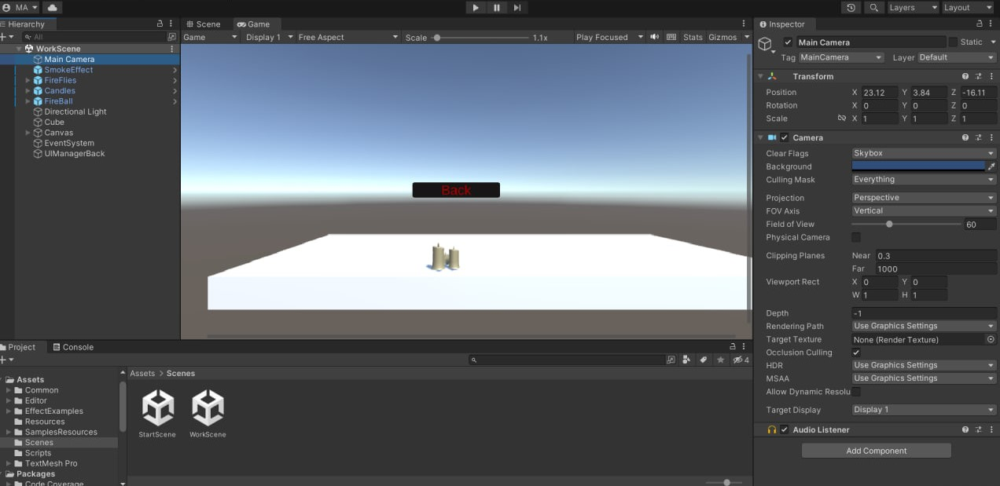 MA
Layers
Layout
Hierarchy
All
WorkScene
Main Camera
SmokeEffect
FireFlies
Candles
FireBall
Directional Light
Cube
Canvas
EventSystem
UIManagerBack
Scene
Game
Game
Display 1
Free Aspect
Scale
1.1x
Play Focused
Stats
Gizmos
Back
Inspector
Main Camera
Static
Tag MainCamera Layer Default
Transform
Position X 23.12 Y 3.84 Z -16.11
Rotation X 0 Y 0 Z 0
Scale X 1 Y 1 Z 1
Camera
Clear Flags Skybox
Background
Culling Mask Everything
Projection Perspective
FOV Axis Vertical
Field of View 60
Physical Camera
Clipping Planes Near 0.3
Far 1000
Viewport Rect X 0 Y 0
W 1 H 1
Depth -1
Rendering Path Use Graphics Settings
Target Texture None (Render Texture)
Occlusion Culling
HDR Use Graphics Settings
MSAA Use Graphics Settings
Allow Dynamic Resolu
Target Display Display 1
Audio Listener
Add Component
Project
Console
4
Assets
Common
Editor
EffectExamples
Resources
SamplesResources
Scenes
Scripts
TextMesh Pro
Packages
Code Coverage
Assets > Scenes
StartScene
WorkScene